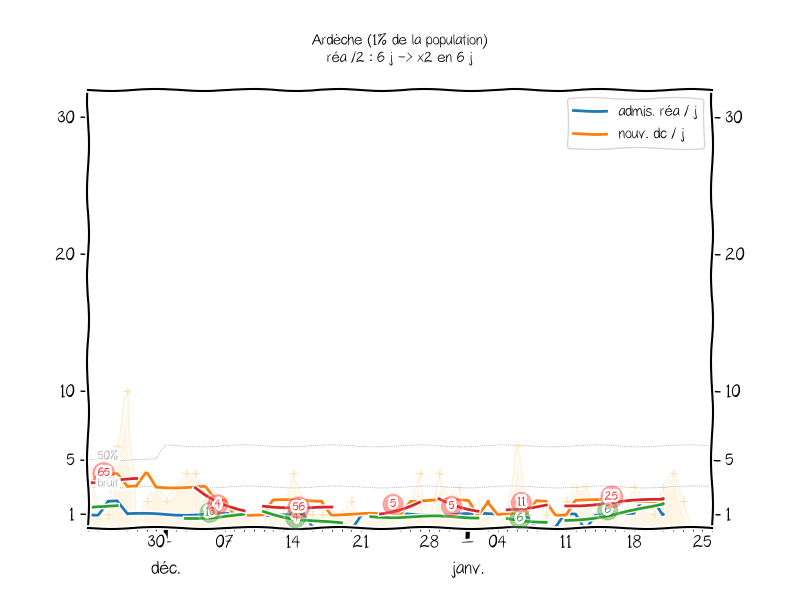 Ardèche (1% de la population)
réa /2 : 6 j -> x2 en 6 j
admis. réa / j
nouv. dc / j
30 30
20 20
10 10
5 5
1 1
50%
65
bruit
4
13
56
4
5
5
11
6
25
6
30 07 14 21 28 04 11 18 25
déc. janv.